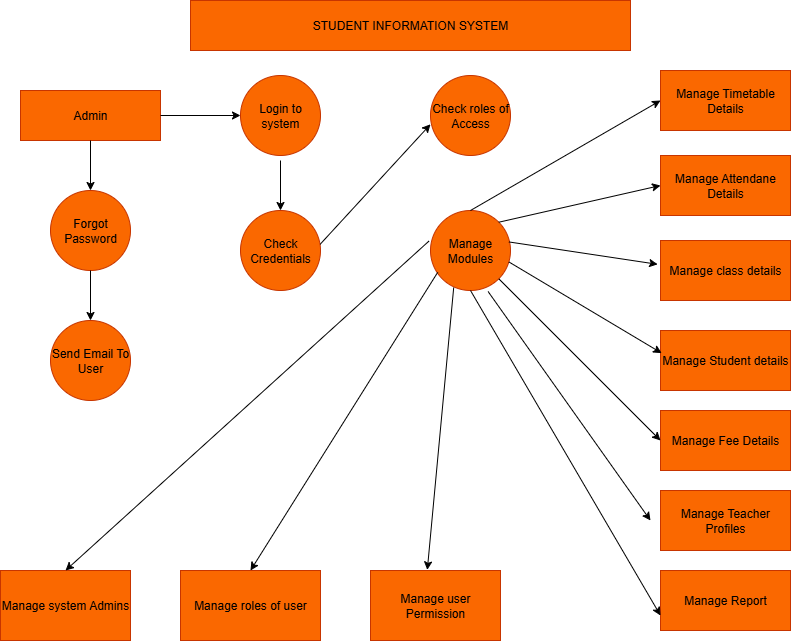 STUDENT INFORMATION SYSTEM
Admin
Login to
system
Check roles of
Access
Manage Timetable
Details
Manage Attendane
Details
Forgot
Password
Check
Credentials
Manage
Modules
Manage class details
Send Email To
User
Manage Student details
Manage Fee Details
Manage Teacher
Profiles
Manage system Admins
Manage roles of user
Manage user
Permission
Manage Report